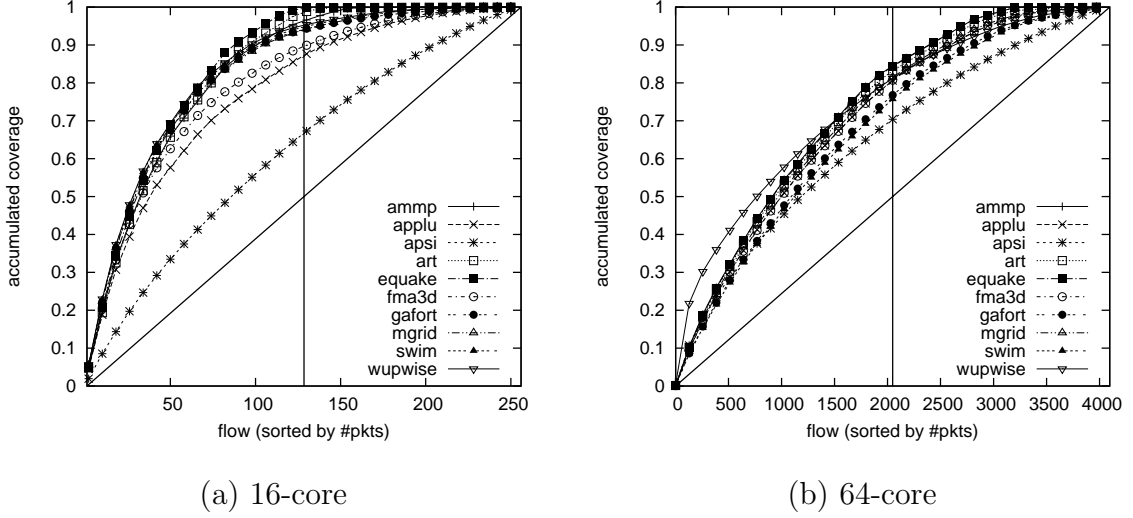 1
0.9
0.8
0.7
0.6
0.5
0.4
0.3
0.2
0.1
0
accumulated coverage
50 100 150 200 250
flow (sorted by #pkts)
ammp
applu
apsi
art
equake
fma3d
gafort
mgrid
swim
wupwise
(a) 16-core
1
0.9
0.8
0.7
0.6
0.5
0.4
0.3
0.2
0.1
0
accumulated coverage
0 500 1000 1500 2000 2500 3000 3500 4000
flow (sorted by #pkts)
ammp
applu
apsi
art
equake
fma3d
gafort
mgrid
swim
wupwise
(b) 64-core